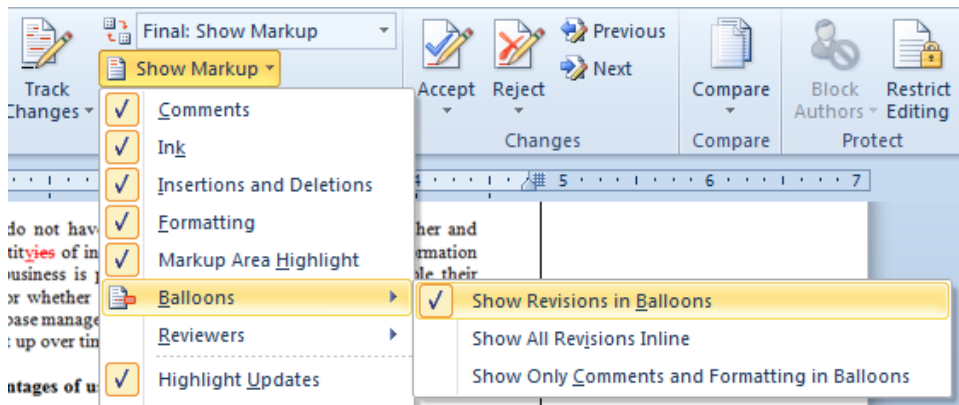 Final: Show Markup
Show Markup
Track
Changes
Accept
Reject
Previous
Next
Changes
Compare
Compare
Block
Authors
Restrict
Editing
Protect
5 6 7
Comments
Ink
Insertions and Deletions
Formatting
Markup Area Highlight
Balloons
Reviewers
Highlight Updates
Show Revisions in Balloons
Show All Revisions Inline
Show Only Comments and Formatting in Balloons
do not hav
her and
tityies of in
rmation
business is
ble their
or whether
base manage
up over tim
ntages of u